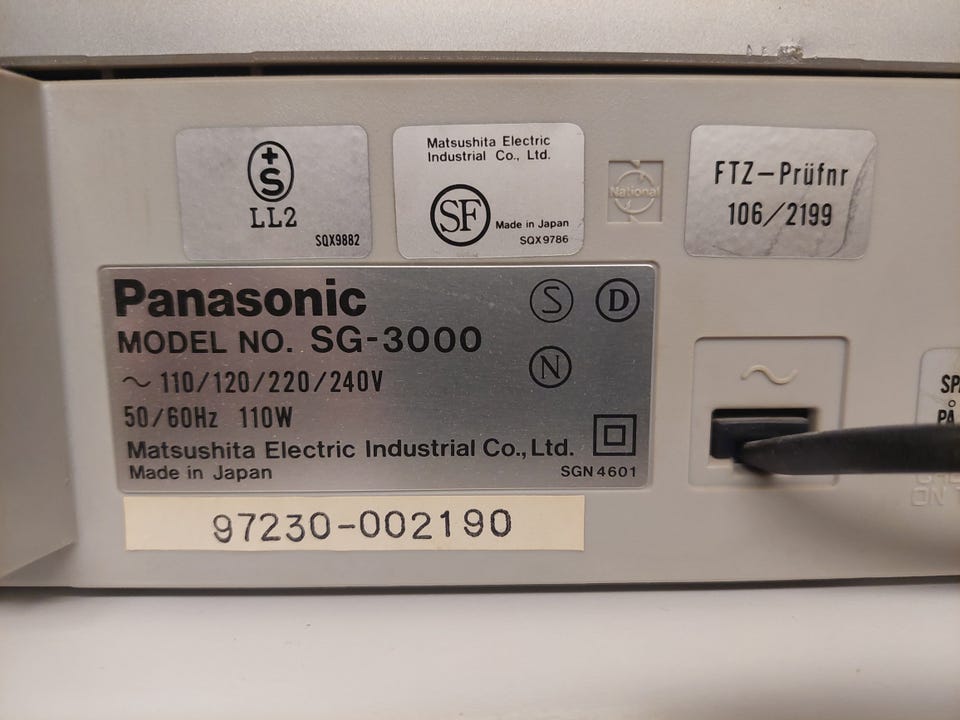 +
S
LL2
SQX9882
Matsushita Electric
Industrial Co., Ltd.
SF
Made in Japan
SQX9786
National
FTZ-Prüfnr
106/2199
Panasonic
MODEL NO. SG-3000
~ 110/120/220/240V
50/60Hz 110W
Matsushita Electric Industrial Co., Ltd.
Made in Japan
S D
N
SGN4601
97230-002190
~
PÅ